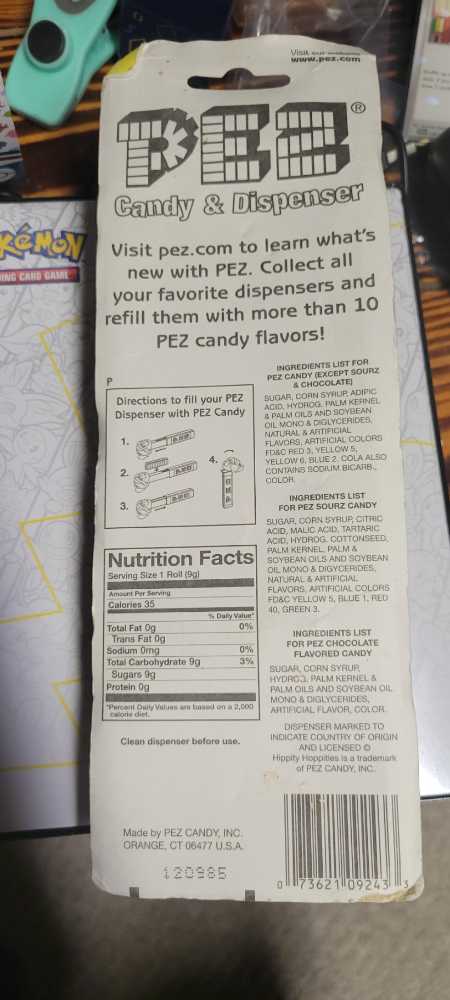 Visit our website
www.pez.com
PEZ®
Candy & Dispenser
Visit pez.com to learn what's
new with PEZ. Collect all
your favorite dispensers and
refill them with more than 10
PEZ candy flavors!
P
Directions to fill your PEZ
Dispenser with PEZ Candy
1.
2.
3.
4.
Nutrition Facts
Serving Size 1 Roll (9g)
Amount Per Serving
Calories 35
% Daily Value*
Total Fat 0g 0%
Trans Fat 0g
Sodium 0mg 0%
Total Carbohydrate 9g 3%
Sugars 9g
Protein 0g
*Percent Daily Values are based on a 2,000
calorie diet.
Clean dispenser before use.
Made by PEZ CANDY, INC.
ORANGE, CT 06477 U.S.A.
120985
INGREDIENTS LIST FOR
PEZ CANDY (EXCEPT SOURZ
& CHOCOLATE)
SUGAR, CORN SYRUP, ADIPIC
ACID, HYDROG. PALM KERNEL
& PALM OILS AND SOYBEAN
OIL MONO & DIGLYCERIDES,
NATURAL & ARTIFICIAL
FLAVORS, ARTIFICIAL COLORS
FD&C RED 3, YELLOW 5,
YELLOW 6, BLUE 2. COLA ALSO
CONTAINS SODIUM BICARB.,
COLOR.
INGREDIENTS LIST
FOR PEZ SOURZ CANDY
SUGAR, CORN SYRUP, CITRIC
ACID, MALIC ACID, TARTARIC
ACID, HYDROG. COTTONSEED,
PALM KERNEL, PALM &
SOYBEAN OILS AND SOYBEAN
OIL MONO & DIGYCERIDES,
NATURAL & ARTIFICIAL
FLAVORS, ARTIFICIAL COLORS
FD&C YELLOW 5, BLUE 1, RED
40, GREEN 3.
INGREDIENTS LIST
FOR PEZ CHOCOLATE
FLAVORED CANDY
SUGAR, CORN SYRUP,
HYDROG. PALM KERNEL &
PALM OILS AND SOYBEAN OIL
MONO & DIGLYCERIDES,
ARTIFICIAL FLAVOR, COLOR.
DISPENSER MARKED TO
INDICATE COUNTRY OF ORIGIN
AND LICENSED ©
Hippity Hoppities is a trademark
of PEZ CANDY, INC.
0 73621 09243 3
KéMON
ING CARD GAME